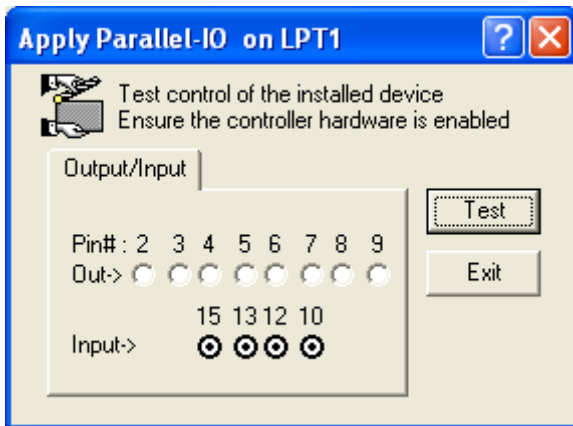 Apply Parallel-IO on LPT1
?
Test control of the installed device
Ensure the controller hardware is enabled
Output/Input
Test
Pin# : 2 3 4 5 6 7 8 9
Out->
Exit
15 13 12 10
Input->